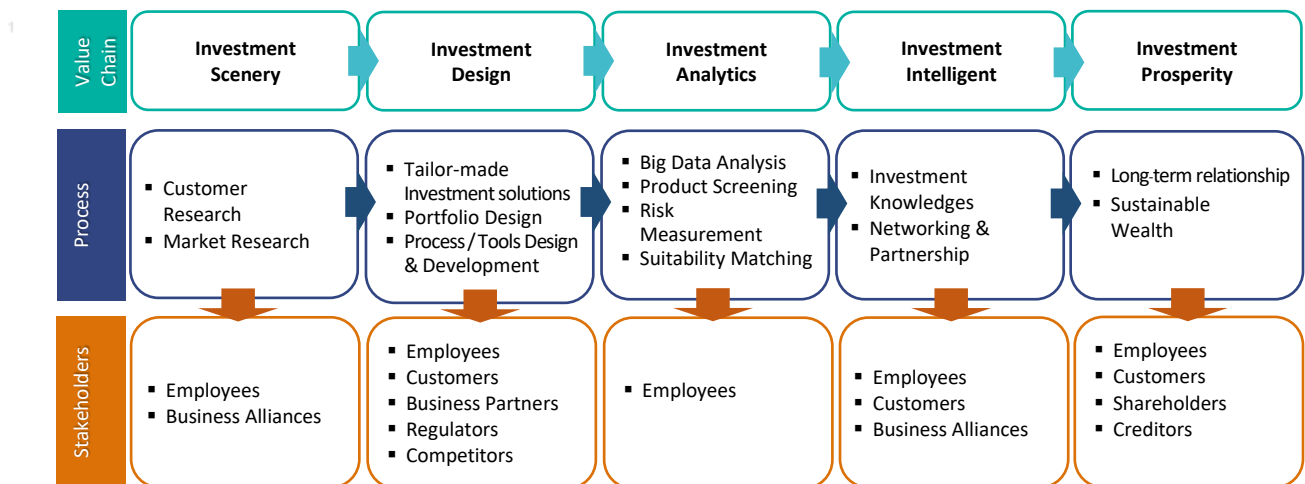 1
Value
Chain
Investment
Scenery
Investment
Design
Investment
Analytics
Investment
Intelligent
Investment
Prosperity
Process
▪ Customer
Research
▪ Market Research
▪ Tailor-made
Investment solutions
▪ Portfolio Design
▪ Process / Tools Design
& Development
▪ Big Data Analysis
▪ Product Screening
▪ Risk
Measurement
▪ Suitability Matching
▪ Investment
Knowledges
▪ Networking &
Partnership
▪ Long-term relationship
▪ Sustainable
Wealth
Stakeholders
▪ Employees
▪ Business Alliances
▪ Employees
▪ Customers
▪ Business Partners
▪ Regulators
▪ Competitors
▪ Employees
▪ Employees
▪ Customers
▪ Business Alliances
▪ Employees
▪ Customers
▪ Shareholders
▪ Creditors